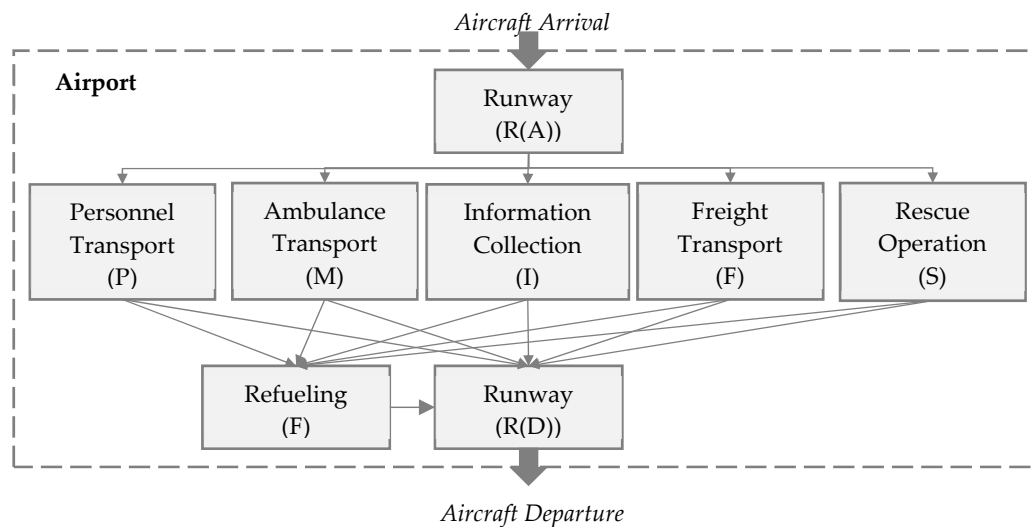 Aircraft Arrival
Airport
Runway
(R(A))
Personnel
Transport
(P)
Ambulance
Transport
(M)
Information
Collection
(I)
Freight
Transport
(F)
Rescue
Operation
(S)
Refueling
(F)
Runway
(R(D))
Aircraft Departure